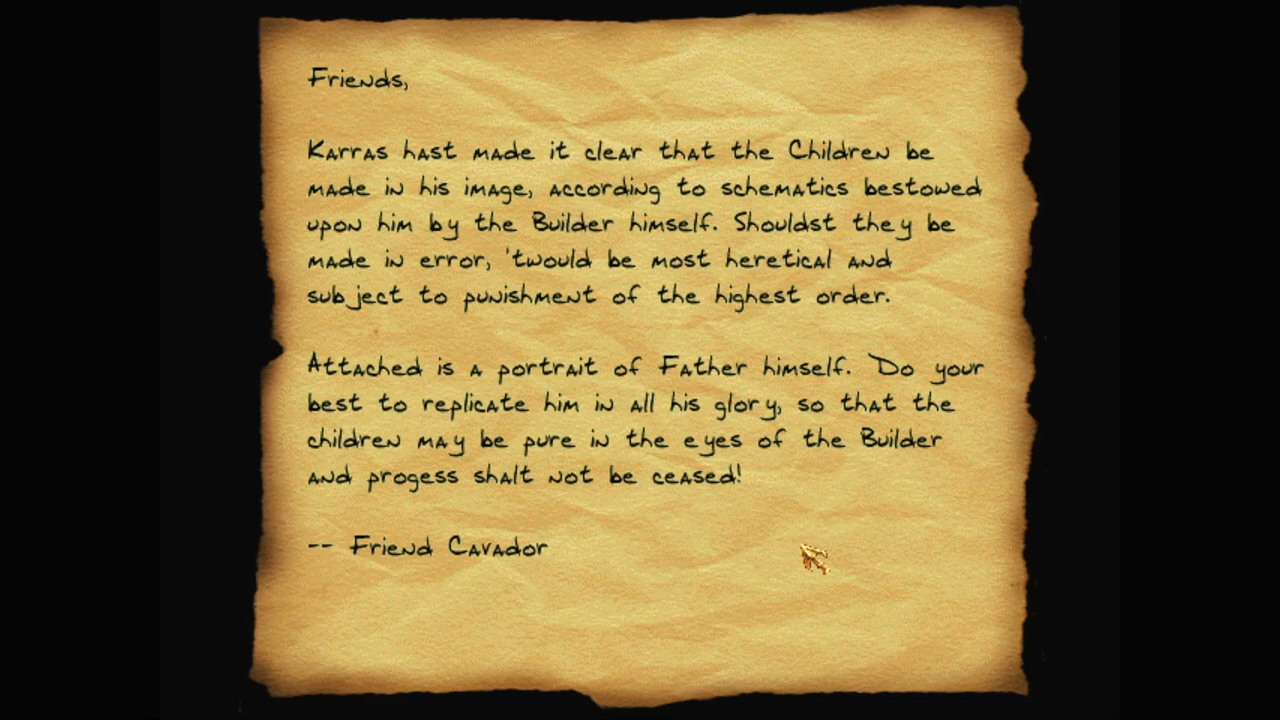 Friends,
Karras hast made it clear that the Children be
made in his image, according to schematics bestowed
upon him by the Builder himself. Shouldst they be
made in error, 'twould be most heretical and
subject to punishment of the highest order.
Attached is a portrait of Father himself. Do your
best to replicate him in all his glory, so that the
children may be pure in the eyes of the Builder
and progess shalt not be ceased!
-- Friend Cavador